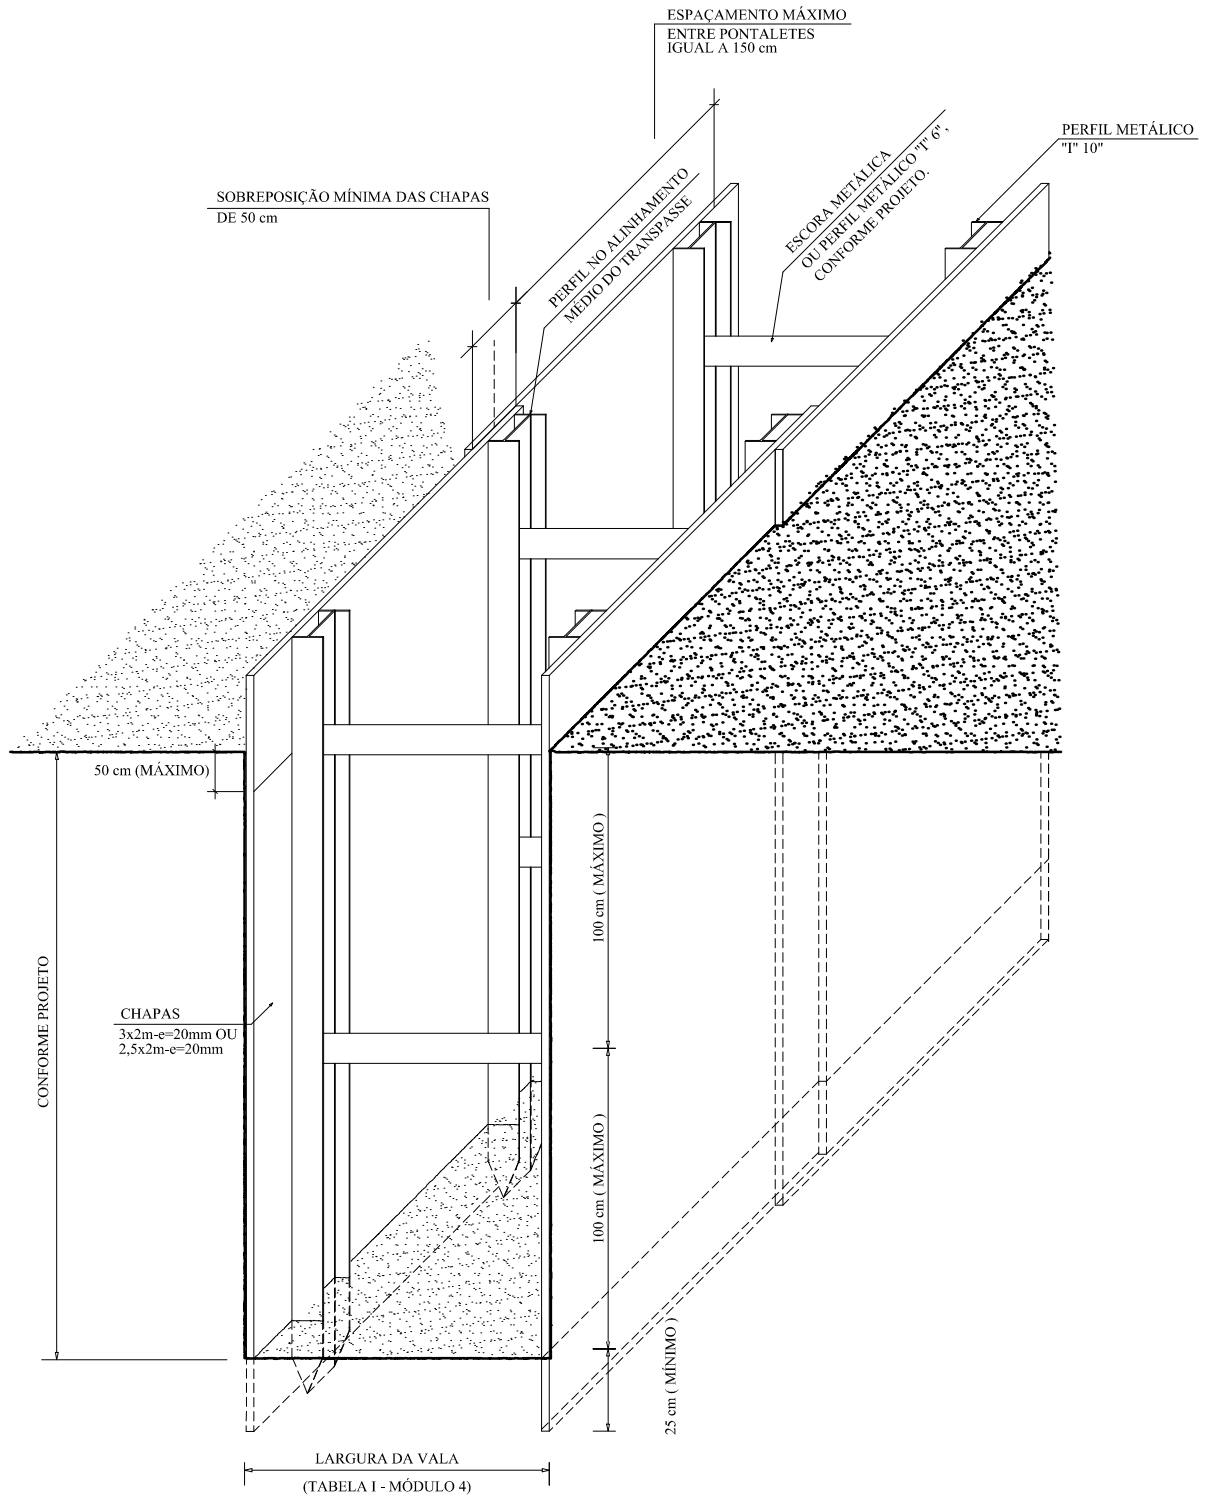 ESPAÇAMENTO MÁXIMO
ENTRE PONTALETES
IGUAL A 150 cm
PERFIL METÁLICO
"I" 10"
ESCORA METÁLICA
OU PERFIL METÁLICO "I" 6",
CONFORME PROJETO.
SOBREPOSIÇÃO MÍNIMA DAS CHAPAS
DE 50 cm
PERFIL NO ALINHAMENTO
MÉDIO DO TRANSPASSE
50 cm (MÁXIMO)
100 cm ( MÁXIMO )
CONFORME PROJETO
CHAPAS
3x2m-e=20mm OU
2,5x2m-e=20mm
100 cm ( MÁXIMO )
25 cm ( MÍNIMO )
LARGURA DA VALA
(TABELA I - MÓDULO 4)